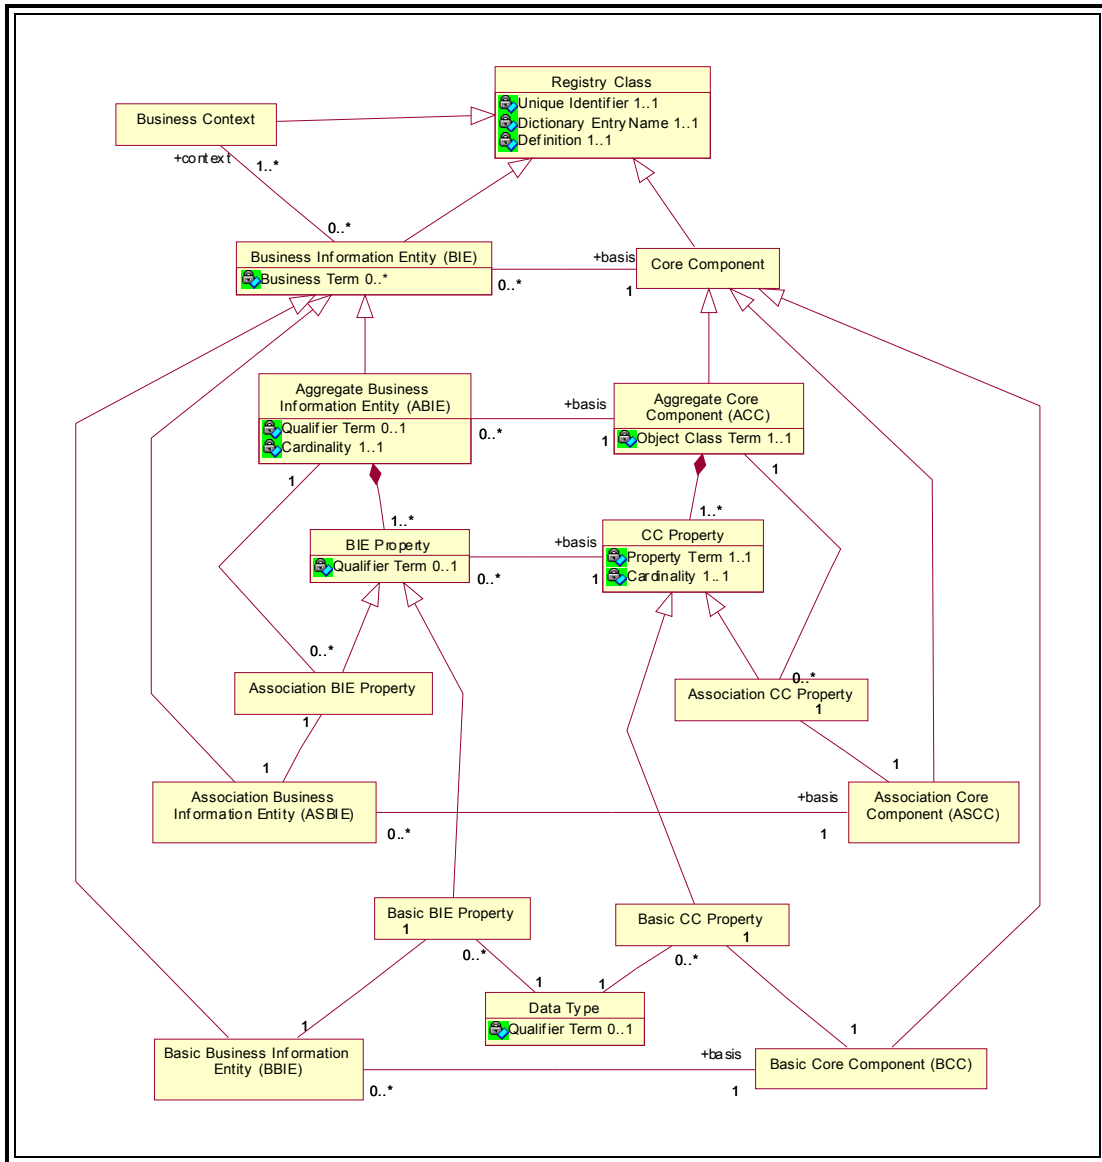 Registry Class
Unique Identifier 1..1
Dictionary Entry Name 1..1
Definition 1..1
Business Context
+context
1..*
0..*
Business Information Entity (BIE)
Business Term 0..*
+basis
0..*
1
Core Component
Aggregate Business
Information Entity (ABIE)
Qualifier Term 0..1
Cardinality 1..1
+basis
0..*
1
Aggregate Core
Component (ACC)
Object Class Term 1..1
1
1
1..*
1..*
BIE Property
Qualifier Term 0..1
+basis
0..*
1
CC Property
Property Term 1..1
Cardinality 1..1
0..*
Association BIE Property
1
0..*
Association CC Property
1
1
1
Association Business
Information Entity (ASBIE)
+basis
0..*
1
Association Core
Component (ASCC)
Basic BIE Property
1
0..*
Basic CC Property
1
0..*
1
1
Data Type
Qualifier Term 0..1
1
1
Basic Business Information
Entity (BBIE)
+basis
0..*
1
Basic Core Component (BCC)